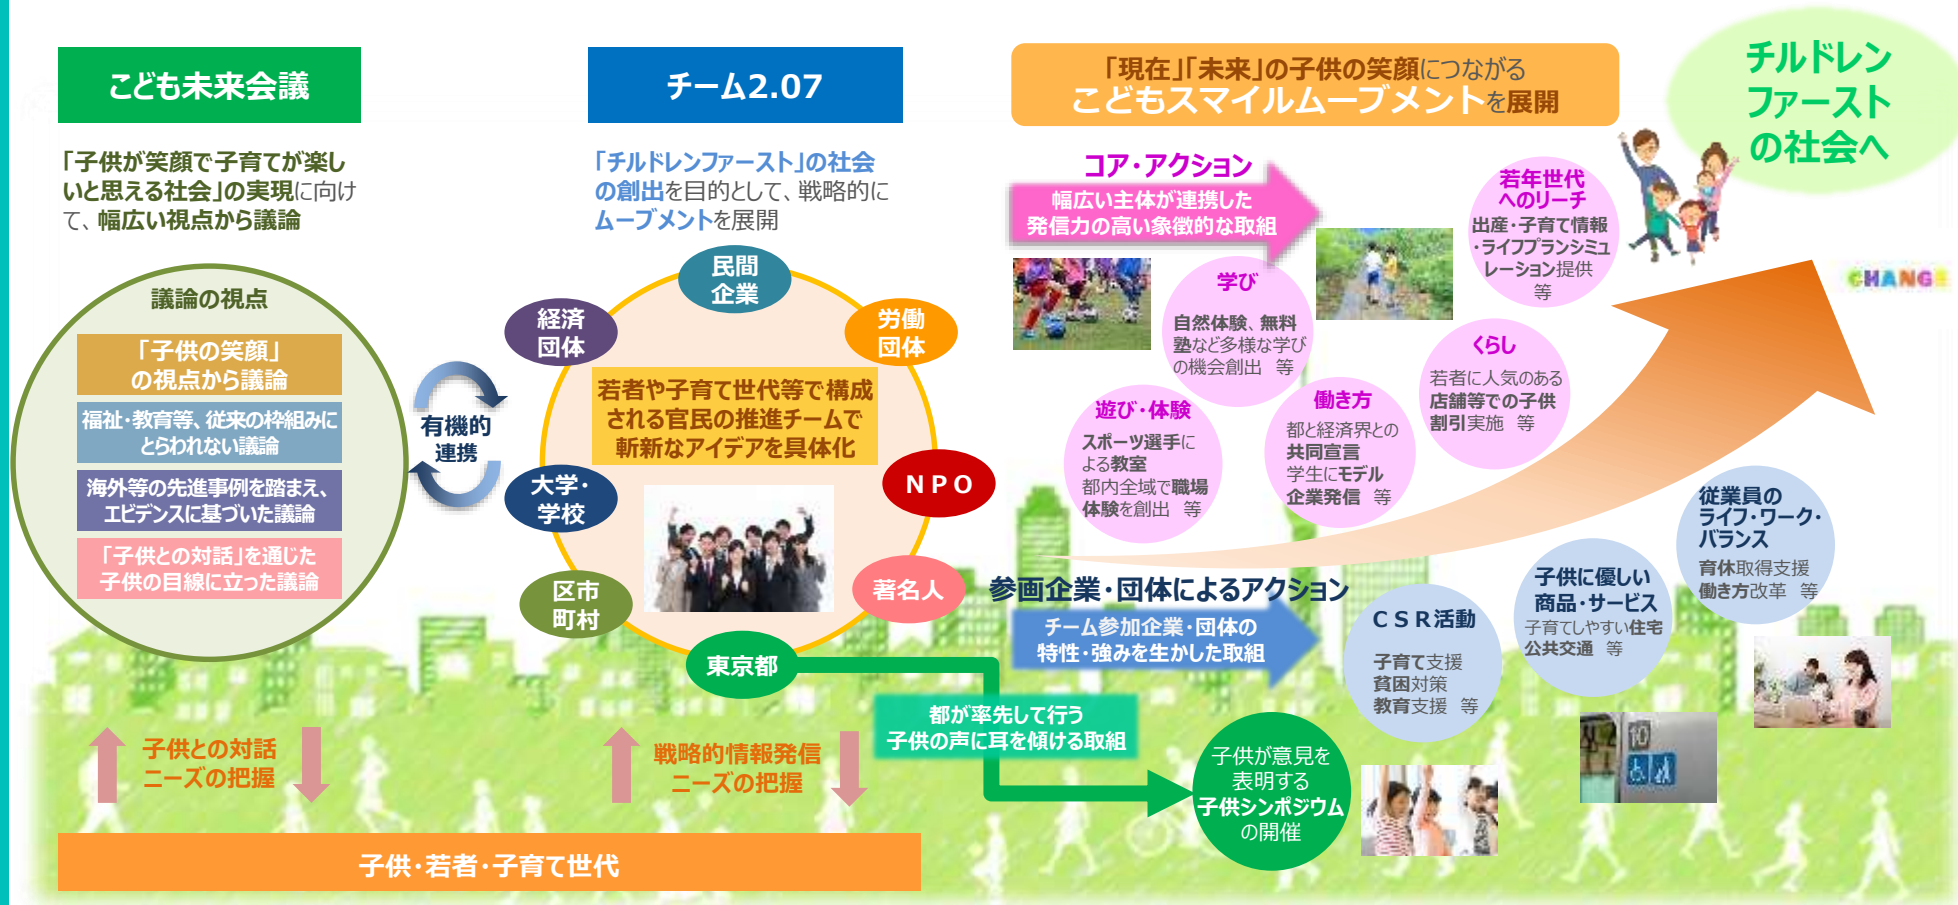 こども未来会議
「子供が笑顔で子育てが楽し
いと思える社会」の実現に向け
て、幅広い視点から議論
議論の視点
「子供の笑顔」
の視点から議論
福祉・教育等、従来の枠組みに
とらわれない議論
海外等の先進事例を踏まえ、
エビデンスに基づいた議論
「子供との対話」を通じた
子供の目線に立った議論
有機的
連携
チーム2.07
「チルドレンファースト」の社会
の創出を目的として、戦略的に
ムーブメントを展開
民間
企業
経済
団体
労働
団体
若者や子育て世代等で構成
される官民の推進チームで
斬新なアイデアを具体化
大学・
学校
ＮＰＯ
区市
町村
著名人
東京都
子供との対話
ニーズの把握
戦略的情報発信
ニーズの把握
子供・若者・子育て世代
「現在」「未来」の子供の笑顔につながる
こどもスマイルムーブメントを展開
チルドレン
ファースト
の社会へ
CHANGE
コア・アクション
幅広い主体が連携した
発信力の高い象徴的な取組
若年世代
へのリーチ
出産・子育て情報
・ライフプランシミュ
レーション提供
等
学び
自然体験、無料
塾など多様な学び
の機会創出　等
くらし
若者に人気のある
店舗等での子供
割引実施　等
遊び・体験
スポーツ選手に
よる教室
都内全域で職場
体験を創出　等
働き方
都と経済界との
共同宣言
学生にモデル
企業発信　等
参画企業・団体によるアクション
チーム参加企業・団体の
特性・強みを生かした取組
ＣＳＲ活動
子育て支援
貧困対策
教育支援　等
子供に優しい
商品・サービス
子育てしやすい住宅
公共交通　等
従業員の
ライフ・ワーク・
バランス
育休取得支援
働き方改革　等
都が率先して行う
子供の声に耳を傾ける取組
子供が意見を
表明する
子供シンポジウム
の開催
10